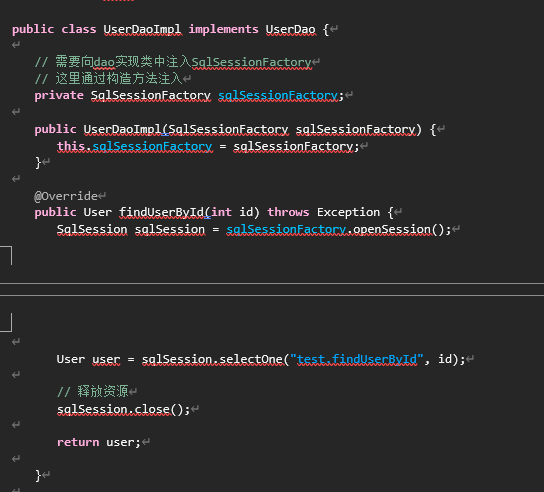 public class UserDaoImpl implements UserDao {
// 需要向dao实现类中注入SqlSessionFactory
// 这里通过构造方法注入
private SqlSessionFactory sqlSessionFactory;
public UserDaoImpl(SqlSessionFactory sqlSessionFactory) {
this.sqlSessionFactory = sqlSessionFactory;
}
@Override
public User findUserById(int id) throws Exception {
SqlSession sqlSession = sqlSessionFactory.openSession();
User user = sqlSession.selectOne("test.findUserById", id);
// 释放资源
sqlSession.close();
return user;
}